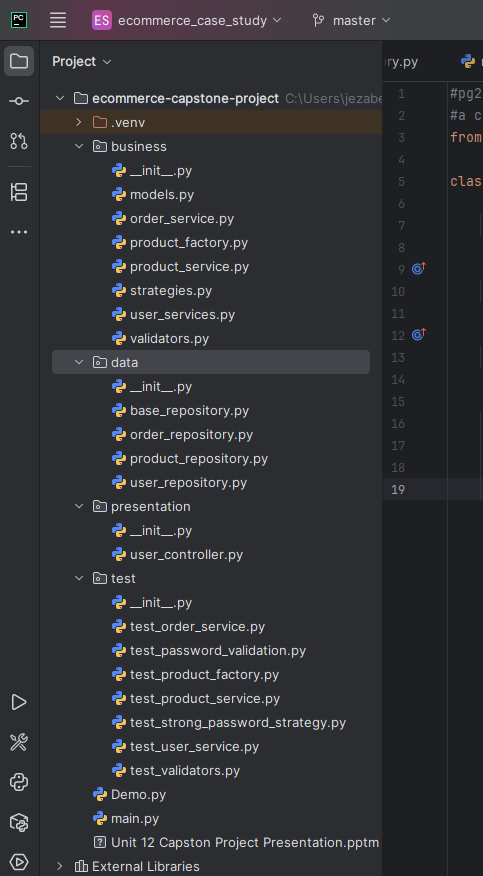 PC ES ecommerce_case_study master
Project
ecommerce-capstone-project C:\Users\jezabe
.venv
business
__init__.py
models.py
order_service.py
product_factory.py
product_service.py
strategies.py
user_services.py
validators.py
data
__init__.py
base_repository.py
order_repository.py
product_repository.py
user_repository.py
presentation
__init__.py
user_controller.py
test
__init__.py
test_order_service.py
test_password_validation.py
test_product_factory.py
test_product_service.py
test_strong_password_strategy.py
test_user_service.py
test_validators.py
Demo.py
main.py
Unit 12 Capston Project Presentation.pptm
External Libraries
ry.py
1 #pg2
2 #a c
3 from
4
5 clas
6
7
8
9
10
11
12
13
14
15
16
17
18
19